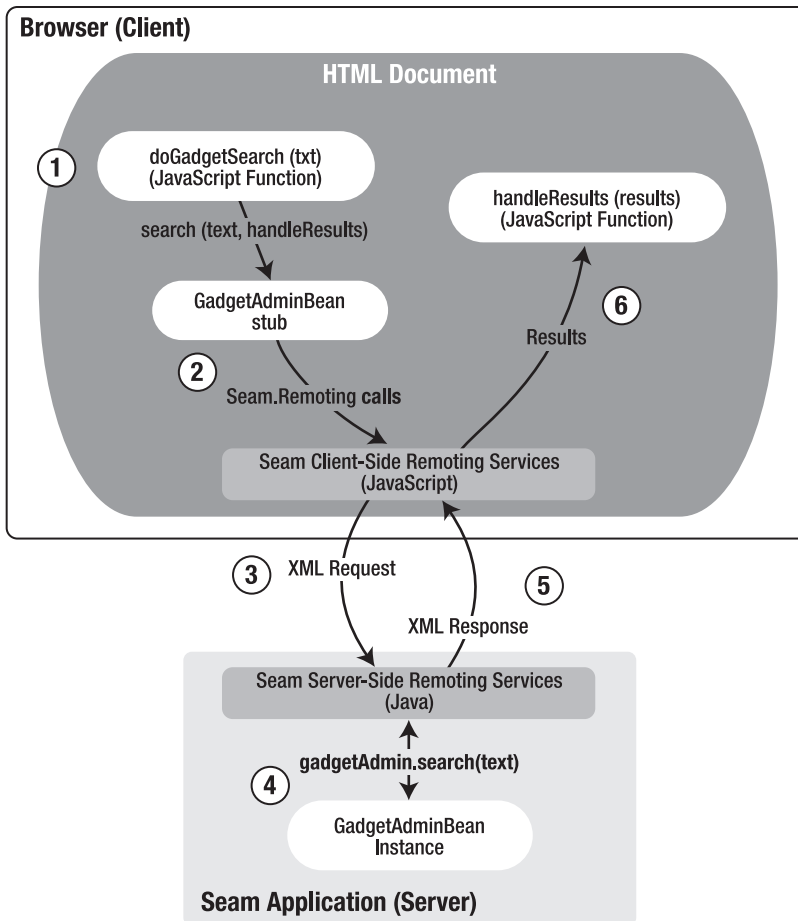 Browser (Client)
HTML Document
1
doGadgetSearch (txt)
(JavaScript Function)
search (text, handleResults)
GadgetAdminBean
stub
2
Seam.Remoting calls
handleResults (results)
(JavaScript Function)
6
Results
Seam Client-Side Remoting Services
(JavaScript)
3
XML Request
5
XML Response
Seam Server-Side Remoting Services
(Java)
gadgetAdmin.search(text)
4
GadgetAdminBean
Instance
Seam Application (Server)